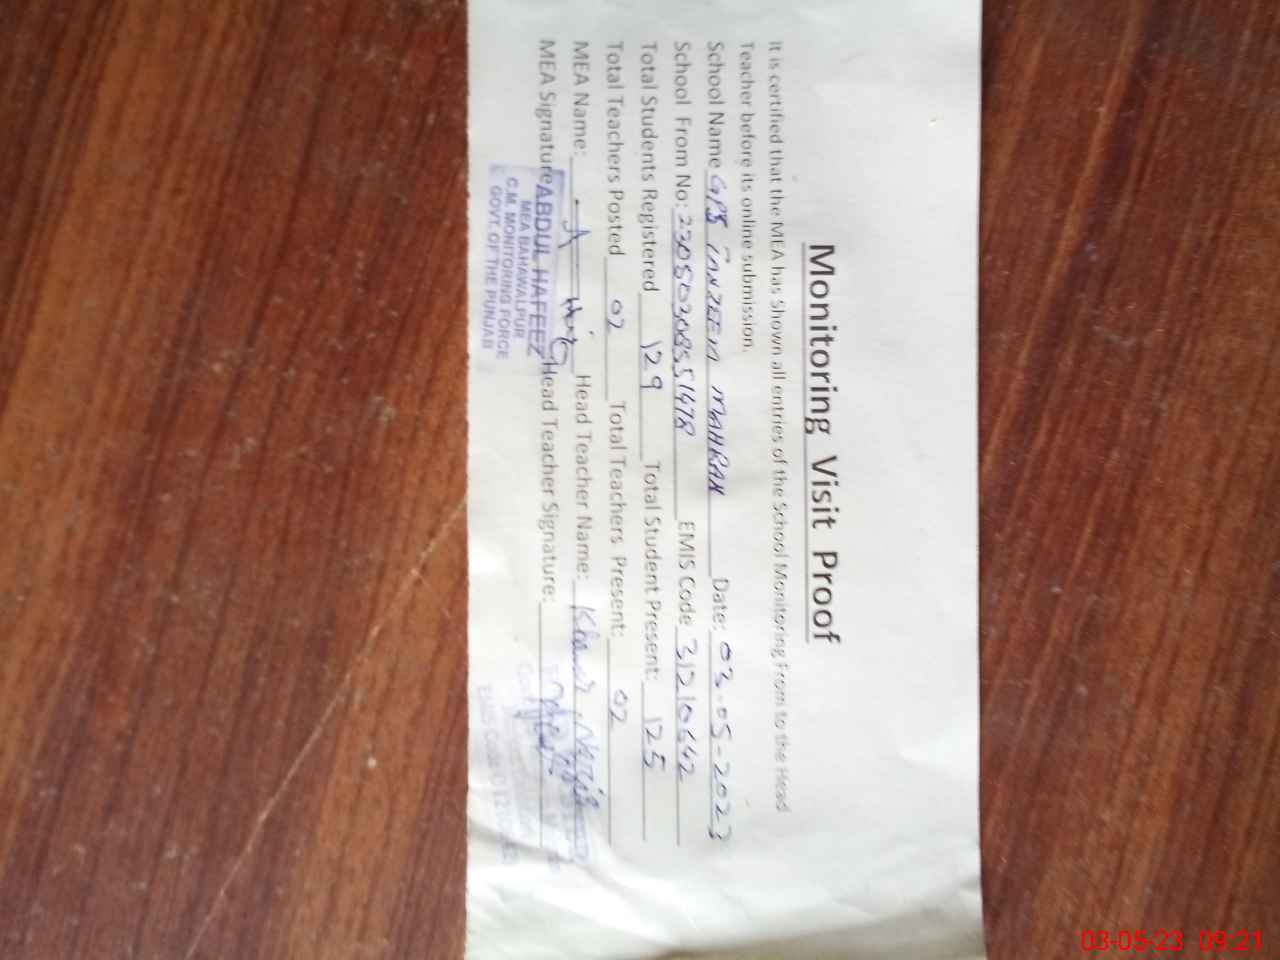 Monitoring Visit Proof
It is certified that the MEA has Shown all entries of the School Monitoring From to the Head
Teacher before its online submission.
School Name GPS MAHRAN Date: 03-05-2023
School From No: EMIS Code 31210642
Total Students Registered 129 Total Student Present: 125
Total Teachers Posted 02 Total Teachers Present: 02
MEA Name: Head Teacher Name:
MEA Signature Head Teacher Signature:
ABDUL HAFEEZ
MEA BAHAWALPUR
C.M. MONITORING FORCE
GOVT. OF THE PUNJAB
EMIS Code
03-05-23 09:21